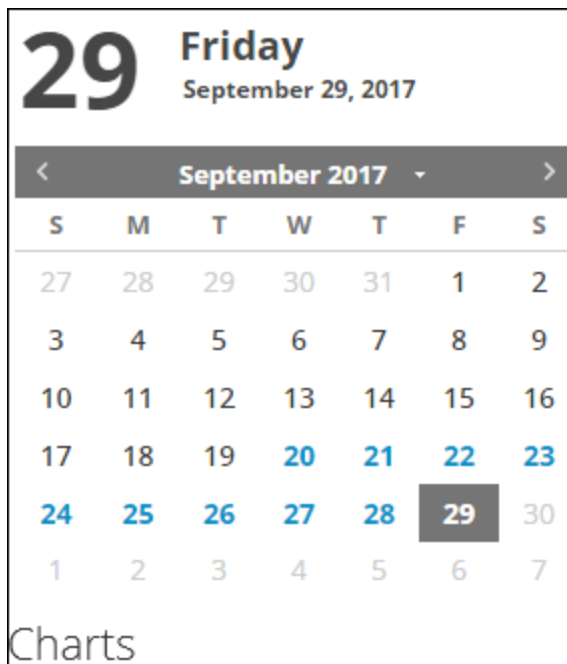 29
Friday
September 29, 2017
< September 2017 >
S M T W T F S
27 28 29 30 31 1 2
3 4 5 6 7 8 9
10 11 12 13 14 15 16
17 18 19 20 21 22 23
24 25 26 27 28 29 30
1 2 3 4 5 6 7
Charts